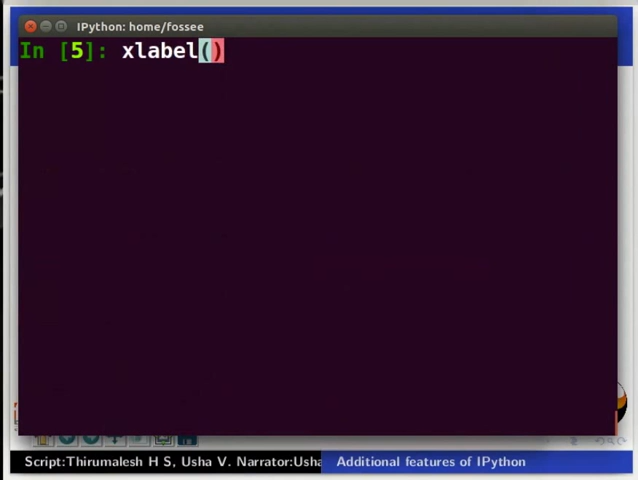 IPython: home/fossee
In [5]: xlabel()
Script:Thirumalesh H S, Usha V. Narrator:Usha
Additional features of IPython